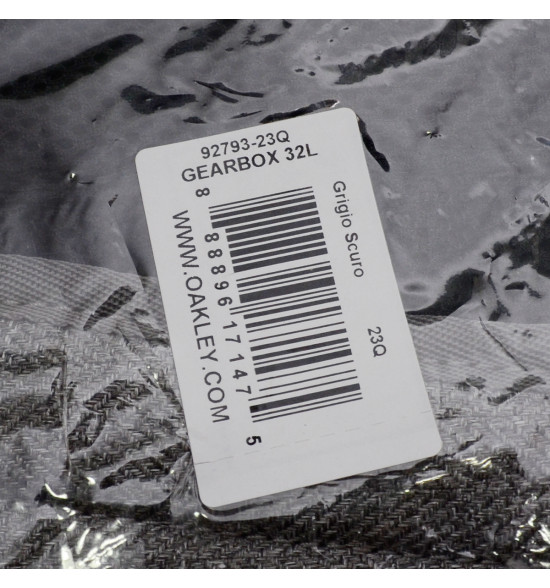 92793-23Q
GEARBOX 32L
Grigio Scuro
23Q
8 88896 17147 5
WWW.OAKLEY.COM